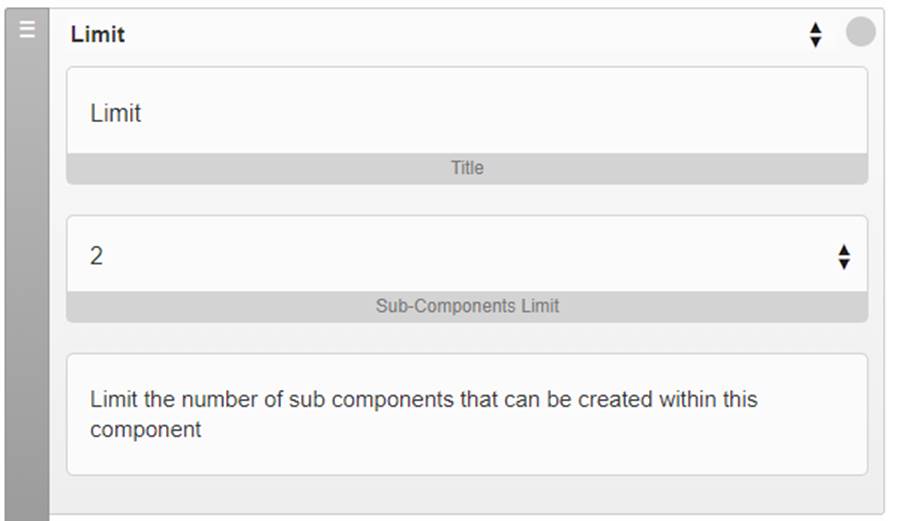 Limit
Limit
Title
2
Sub-Components Limit
Limit the number of sub components that can be created within this
component